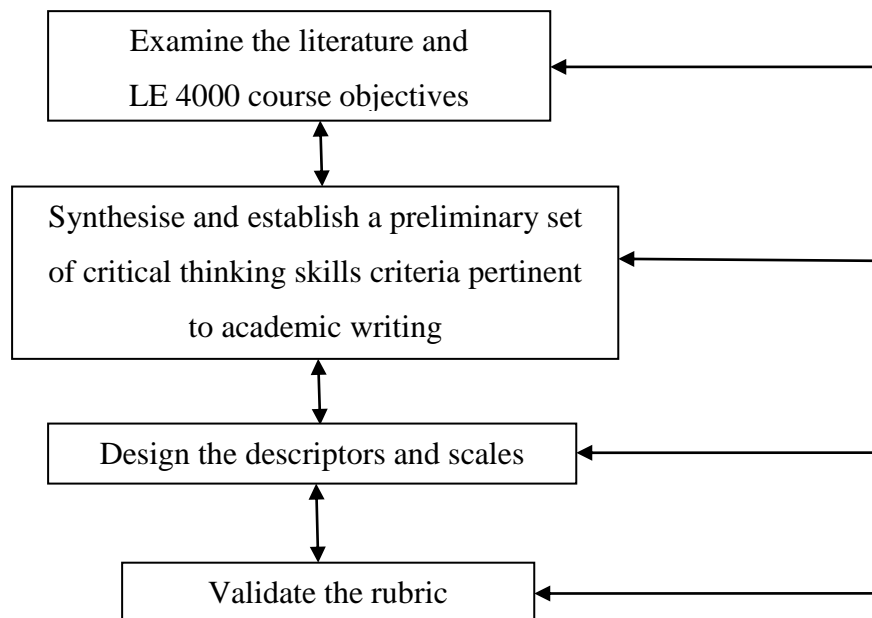 Examine the literature and
LE 4000 course objectives
Synthesise and establish a preliminary set
of critical thinking skills criteria pertinent
to academic writing
Design the descriptors and scales
Validate the rubric